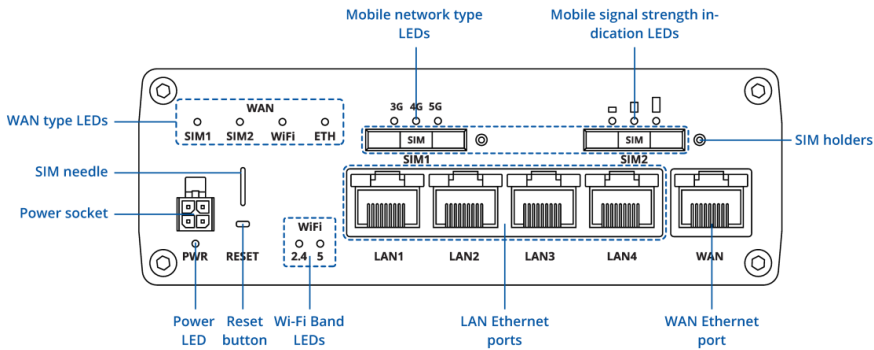 Mobile network type
LEDs
Mobile signal strength in-
dication LEDs
WAN type LEDs
WAN
SIM1 SIM2 WiFi ETH
3G 4G 5G
SIM
SIM1
SIM
SIM2
SIM holders
SIM needle
Power socket
PWR
RESET
WiFi
2.4 5
LAN1
LAN2
LAN3
LAN4
WAN
Power
LED
Reset
button
Wi-Fi Band
LEDs
LAN Ethernet
ports
WAN Ethernet
port